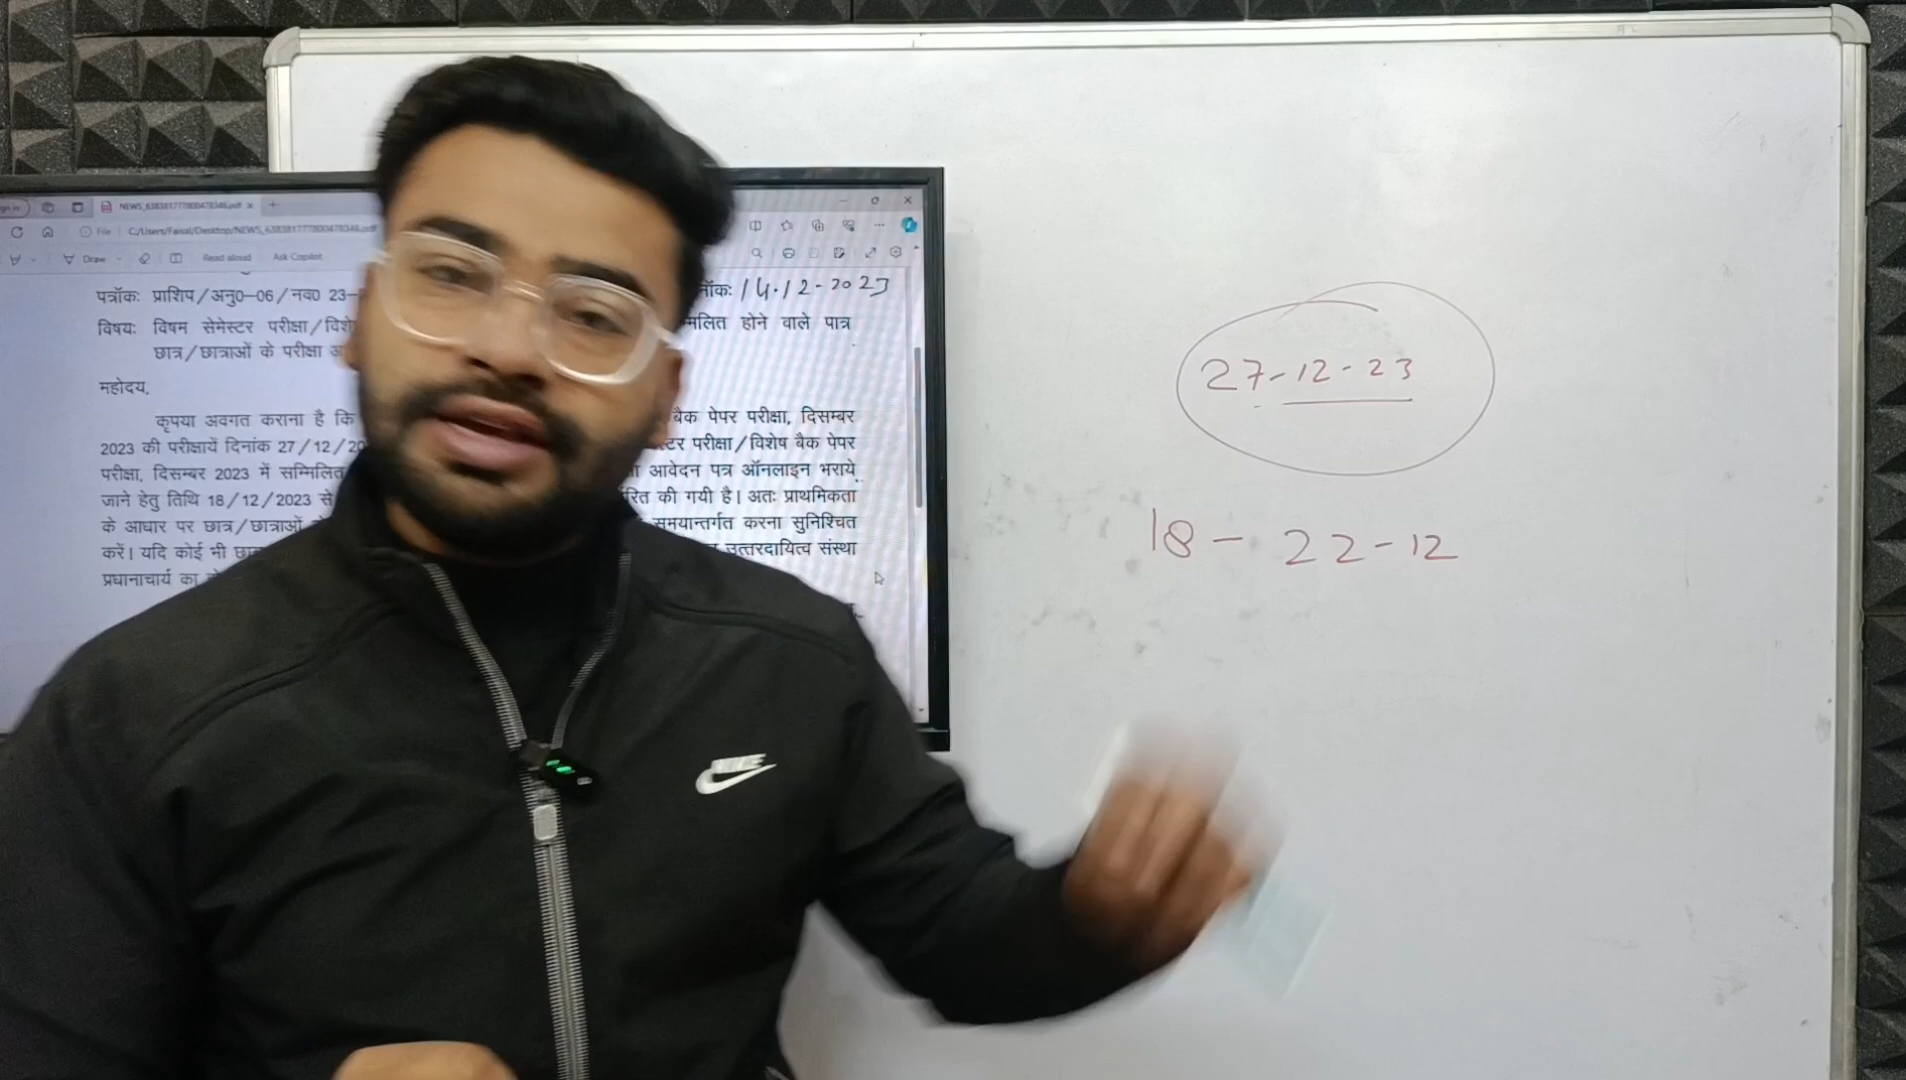 NEWS_638381777800478346.pdf
File C:/Users/Faisal/Desktop/NEWS_638381777800478346.pdf
Draw Read aloud Ask Copilot
पत्रॉकः प्राशिप/अनु0-06/नव0 23- नॉकः 14.12-2023
विषयः विषम सेमेस्टर परीक्षा/विशे मलित होने वाले पात्र
छात्र/छात्राओं के परीक्षा
महोदय,
कृपया अवगत कराना है कि बैक पेपर परीक्षा, दिसम्बर
2023 की परीक्षायें दिनांक 27/12/20 स्टर परीक्षा/विशेष बैक पेपर
परीक्षा, दिसम्बर 2023 में सम्मिलित आवेदन पत्र ऑनलाइन भराये
जाने हेतु तिथि 18/12/2023 से रित की गयी है। अतः प्राथमिकता
के आधार पर छात्र/छात्राओं समयान्तर्गत करना सुनिश्चित
करें। यदि कोई भी छा उत्तरदायित्व संस्था
प्रधानाचार्य का
27-12-23
18- 22-12
NIKE